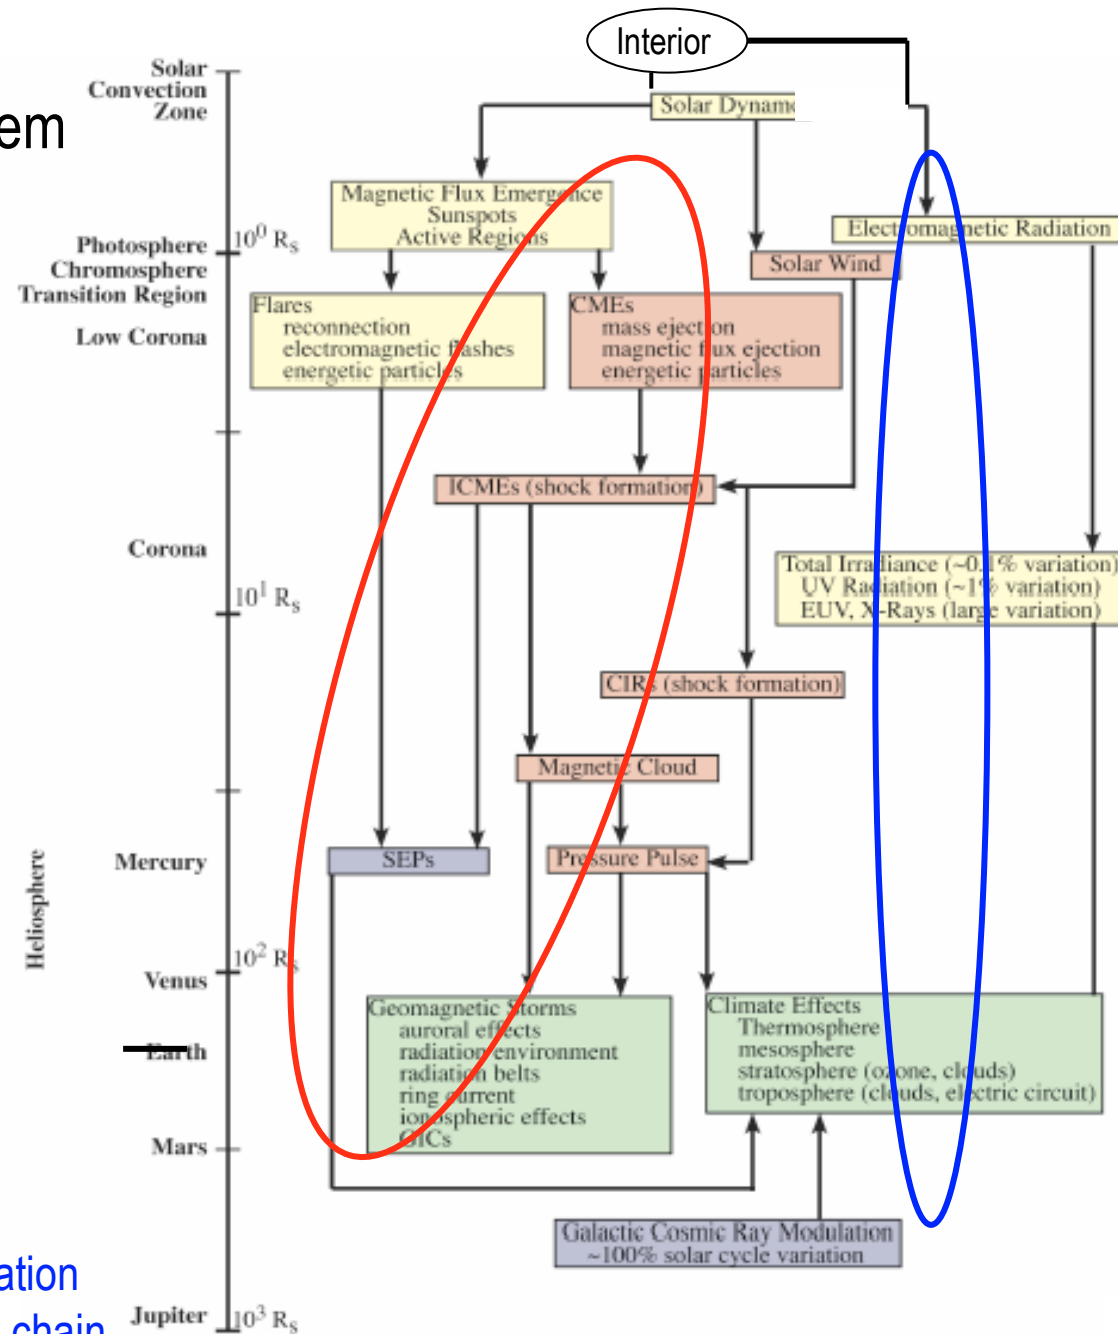 Interior
Solar
Convection
Zone
em
Solar Dynamo
Magnetic Flux Emergence
Sunspots
Active Regions
Electromagnetic Radiation
10⁰ Rs
Photosphere
Chromosphere
Transition Region
Solar Wind
Low Corona
Flares
reconnection
electromagnetic flashes
energetic particles
CMEs
mass ejection
magnetic flux ejection
energetic particles
ICMEs (shock formation)
Corona
Total Irradiance (~0.1% variation)
UV Radiation (~1% variation)
EUV, X-Rays (large variation)
10¹ Rs
CIRs (shock formation)
Magnetic Cloud
Heliosphere
Mercury
SEPs
Pressure Pulse
10² Rs
Venus
Earth
Geomagnetic Storms
auroral effects
radiation environment
radiation belts
ring current
ionospheric effects
GICs
Climate Effects
Thermosphere
mesosphere
stratosphere (ozone, clouds)
troposphere (clouds, electric circuit)
Mars
Galactic Cosmic Ray Modulation
~100% solar cycle variation
ation
chain
Jupiter
10³ Rs